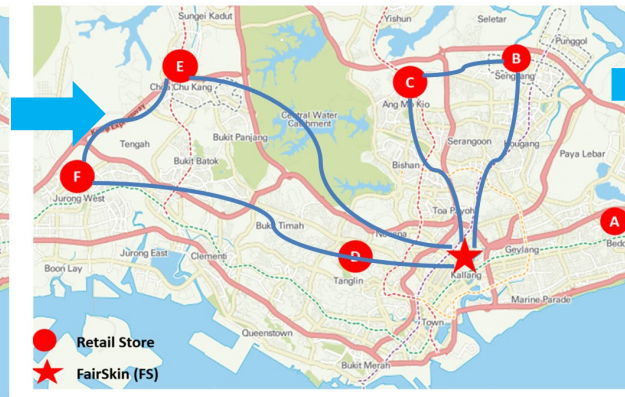 Sungei Kadut
Yishun
Seletar
Punggol
E
B
C
Choa Chu Kang
Sengkang
Ang Mo Kio
Central Water
Catchment
Bukit Panjang
Serangoon
Hougang
Tengah
Bukit Batok
Bishan
Paya Lebar
F
Jurong West
Toa Payoh
A
Bukit Timah
Novena
Bedo
D
Geylang
Jurong East
Clementi
Kallang
Boon Lay
Tanglin
Marine Parade
Queenstown
Town
Retail Store
Bukit Merah
FairSkin (FS)